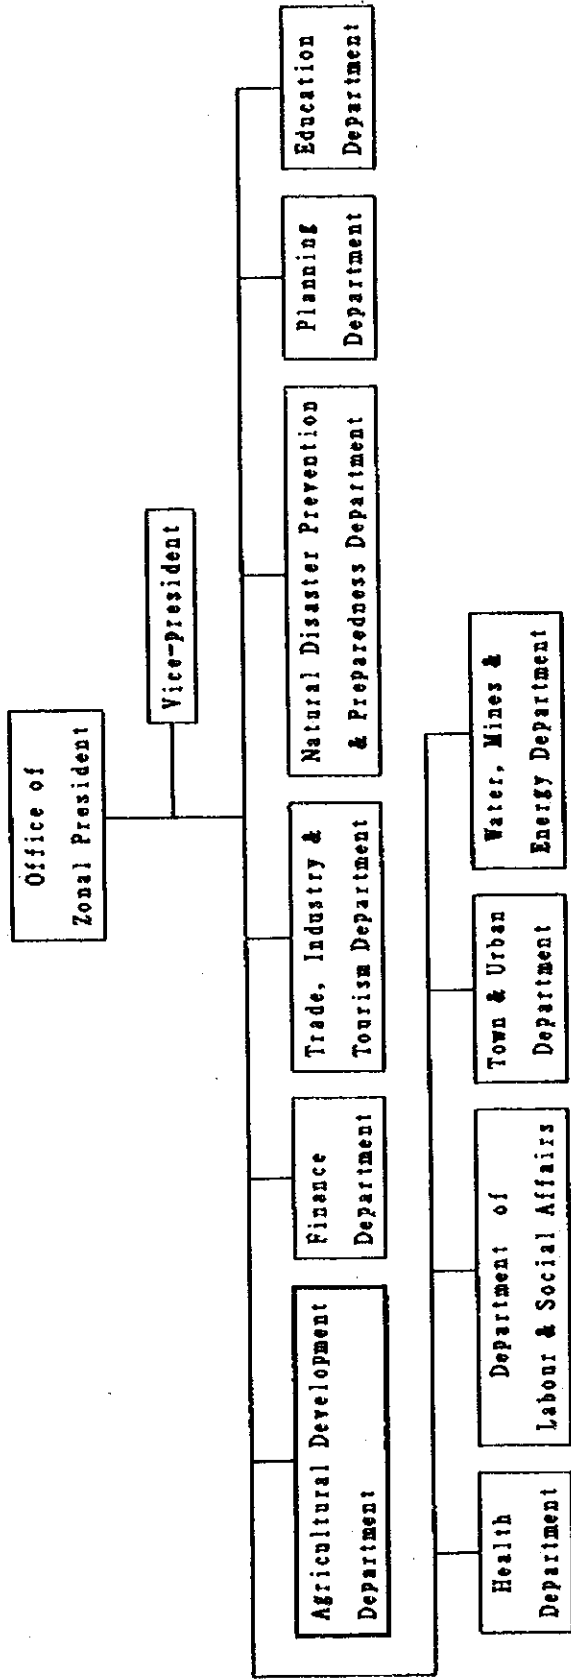 Office of
Zonal President
Vice-president
Agricultural Development
Department
Finance
Department
Trade, Industry &
Tourism Department
Natural Disaster Prevention
& Preparedness Department
Planning
Department
Education
Department
Health
Department
Department of
Labour & Social Affairs
Town & Urban
Department
Water, Mines &
Energy Department